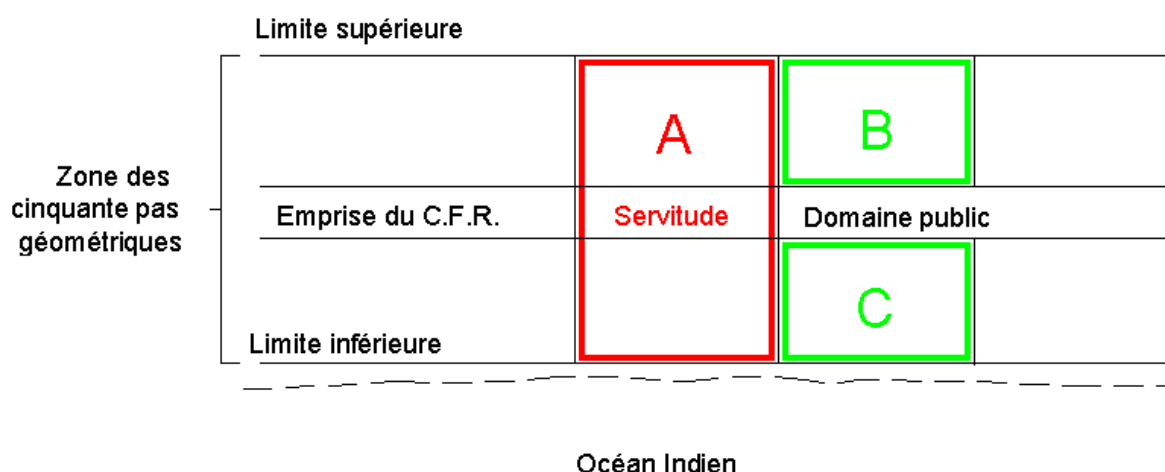 Limite supérieure
A
B
Zone des
cinquante pas
géométriques
Emprise du C.F.R.
Servitude
Domaine public
C
Limite inférieure
Océan Indien